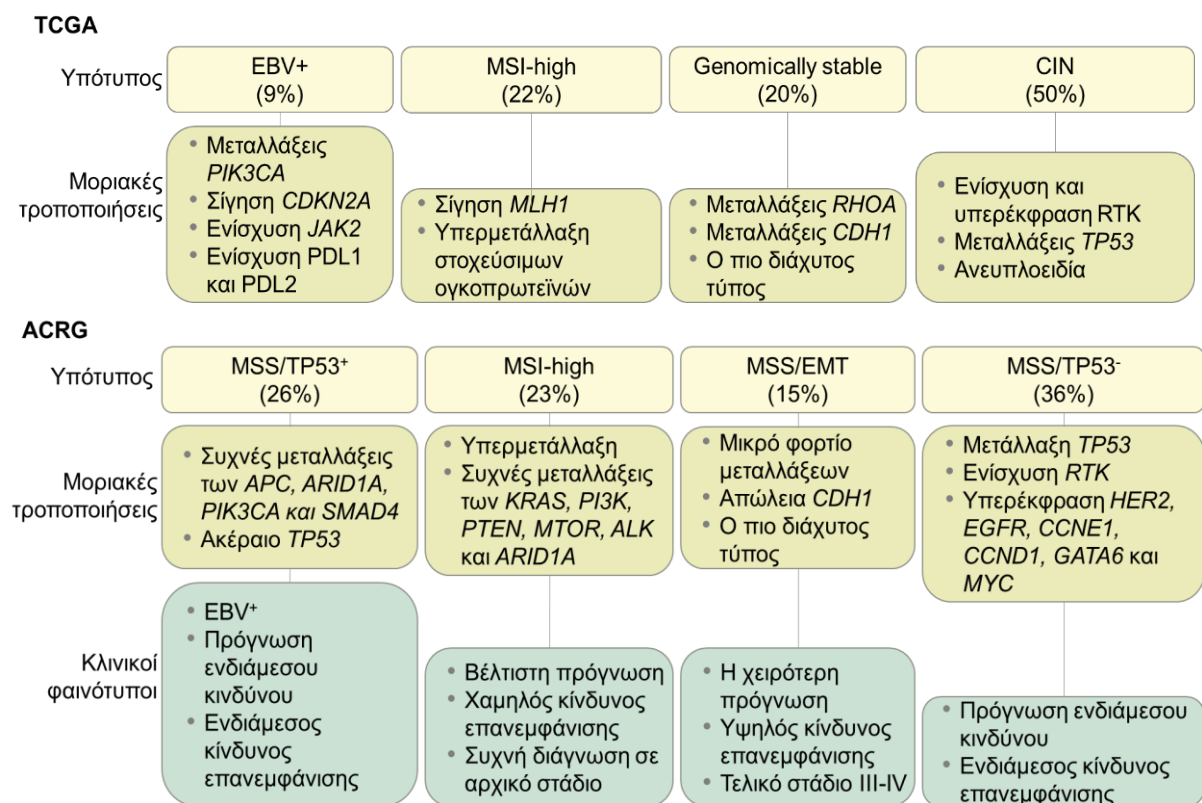 TCGA
Υπότυπος
EBV+
(9%)
MSI-high
(22%)
Genomically stable
(20%)
CIN
(50%)
Μοριακές
τροποποιήσεις
• Μεταλλάξεις
PIK3CA
• Σίγηση CDKN2A
• Ενίσχυση JAK2
• Ενίσχυση PDL1
και PDL2
• Σίγηση MLH1
• Υπερμετάλλαξη
στοχεύσιμων
ογκοπρωτεϊνών
• Μεταλλάξεις RHOA
• Μεταλλάξεις CDH1
• Ο πιο διάχυτος
τύπος
• Ενίσχυση και
υπερέκφραση RTK
• Μεταλλάξεις TP53
• Ανευπλοειδία
ACRG
Υπότυπος
MSS/TP53⁺
(26%)
MSI-high
(23%)
MSS/EMT
(15%)
MSS/TP53⁻
(36%)
Μοριακές
τροποποιήσεις
• Συχνές μεταλλάξεις
των APC, ARID1A,
PIK3CA και SMAD4
• Ακέραιο TP53
• Υπερμετάλλαξη
• Συχνές μεταλλάξεις
των KRAS, PI3K,
PTEN, MTOR, ALK
και ARID1A
• Μικρό φορτίο
μεταλλάξεων
• Απώλεια CDH1
• Ο πιο διάχυτος
τύπος
• Μετάλλαξη TP53
• Ενίσχυση RTK
• Υπερέκφραση HER2,
EGFR, CCNE1,
CCND1, GATA6 και
MYC
Κλινικοί
φαινότυποι
• EBV⁺
• Πρόγνωση
ενδιάμεσου
κινδύνου
• Ενδιάμεσος
κίνδυνος
επανεμφάνισης
• Βέλτιστη πρόγνωση
• Χαμηλός κίνδυνος
επανεμφάνισης
• Συχνή διάγνωση σε
αρχικό στάδιο
• Η χειρότερη
πρόγνωση
• Υψηλός κίνδυνος
επανεμφάνισης
• Τελικό στάδιο III-IV
• Πρόγνωση ενδιάμεσου
κινδύνου
• Ενδιάμεσος κίνδυνος
επανεμφάνισης